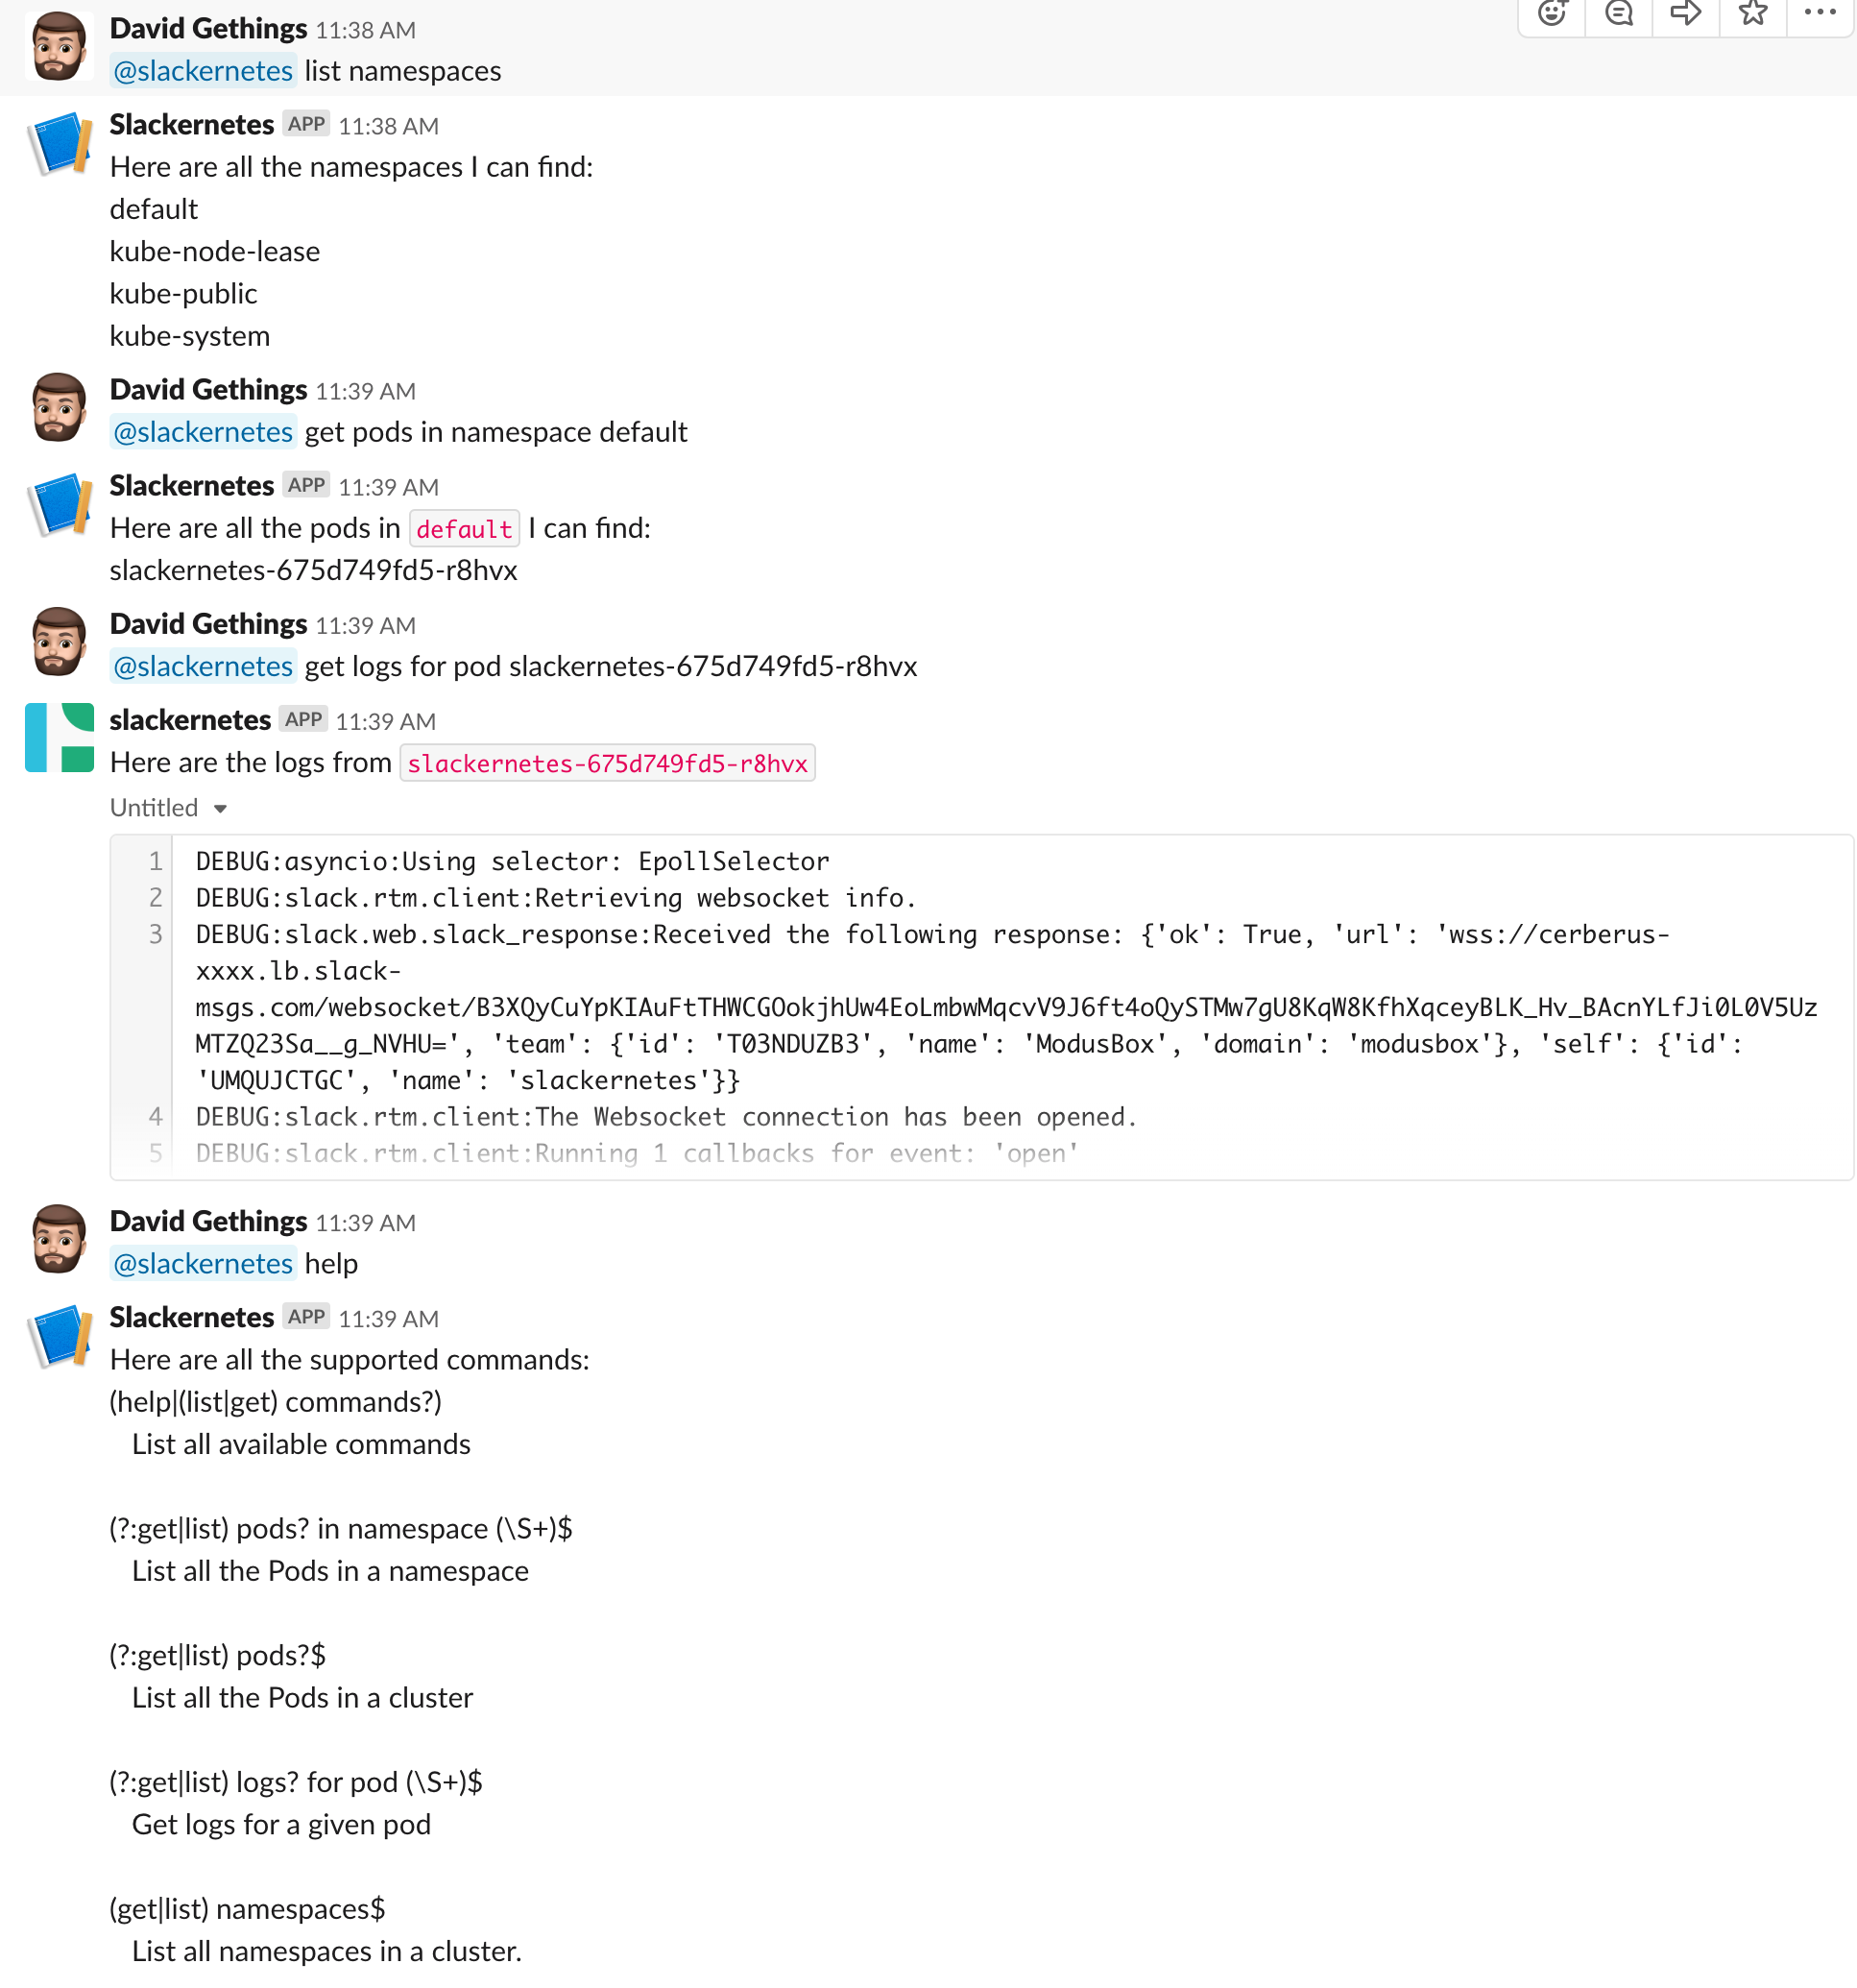 David Gethings 11:38 AM
@slackernetes list namespaces
Slackernetes APP 11:38 AM
Here are all the namespaces I can find:
default
kube-node-lease
kube-public
kube-system
David Gethings 11:39 AM
@slackernetes get pods in namespace default
Slackernetes APP 11:39 AM
Here are all the pods in default I can find:
slackernetes-675d749fd5-r8hvx
David Gethings 11:39 AM
@slackernetes get logs for pod slackernetes-675d749fd5-r8hvx
slackernetes APP 11:39 AM
Here are the logs from slackernetes-675d749fd5-r8hvx
Untitled
1 DEBUG:asyncio:Using selector: EpollSelector
2 DEBUG:slack.rtm.client:Retrieving websocket info.
3 DEBUG:slack.web.slack_response:Received the following response: {'ok': True, 'url': 'wss://cerberus-
xxxx.lb.slack-
msgs.com/websocket/B3XQyCuYpKIAuFtTHWCGOokjhUw4EoLmbwMqcvV9J6ft4oQySTMw7gU8KqW8KfhXqceyBLK_Hv_BAcnYLfJi0L0V5Uz
MTZQ23Sa__g_NVHU=', 'team': {'id': 'T03NDUZB3', 'name': 'ModusBox', 'domain': 'modusbox'}, 'self': {'id':
'UMQUJCTGC', 'name': 'slackernetes'}}
4 DEBUG:slack.rtm.client:The Websocket connection has been opened.
5 DEBUG:slack.rtm.client:Running 1 callbacks for event: 'open'
David Gethings 11:39 AM
@slackernetes help
Slackernetes APP 11:39 AM
Here are all the supported commands:
(help|(list|get) commands?)
List all available commands
(?:get|list) pods? in namespace (\S+)$
List all the Pods in a namespace
(?:get|list) pods?$
List all the Pods in a cluster
(?:get|list) logs? for pod (\S+)$
Get logs for a given pod
(get|list) namespaces$
List all namespaces in a cluster.